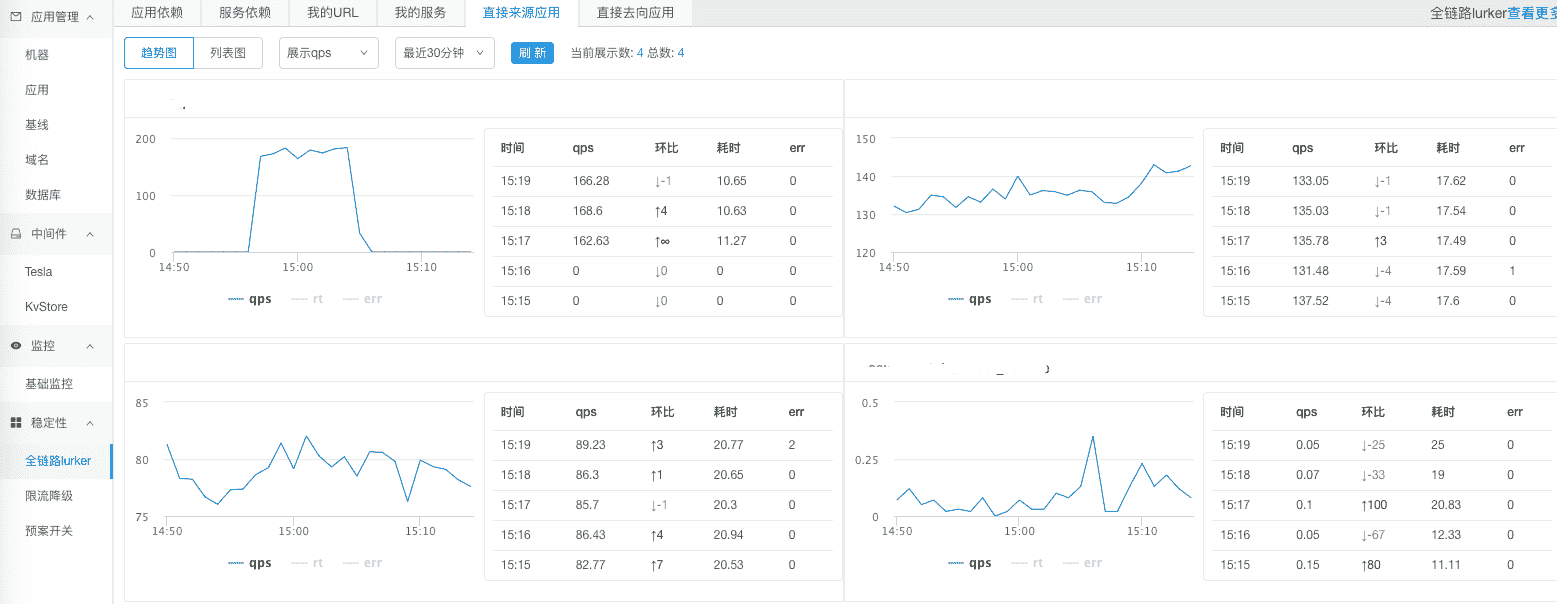 应用管理
机器
应用
基线
域名
数据库
中间件
Tesla
KvStore
监控
基础监控
稳定性
全链路lurker
限流降级
预案开关
应用依赖 服务依赖 我的URL 我的服务 直接来源应用 直接去向应用 全链路lurker查看更多
趋势图 列表图 展示qps 最近30分钟 刷 新 当前展示数: 4 总数: 4
200
100
0
14:50 15:00 15:10
qps rt err
时间 qps 环比 耗时 err
15:19 166.28 ↓-1 10.65 0
15:18 168.6 ↑4 10.63 0
15:17 162.63 ↑∞ 11.27 0
15:16 0 ↓0 0 0
15:15 0 ↓0 0 0
150
140
130
120
14:50 15:00 15:10
qps rt err
时间 qps 环比 耗时 err
15:19 133.05 ↓-1 17.62 0
15:18 135.03 ↓-1 17.54 0
15:17 135.78 ↑3 17.49 0
15:16 131.48 ↓-4 17.59 1
15:15 137.52 ↓-4 17.6 0
85
80
75
14:50 15:00 15:10
qps rt err
时间 qps 环比 耗时 err
15:19 89.23 ↑3 20.77 2
15:18 86.3 ↑1 20.65 0
15:17 85.7 ↓-1 20.3 0
15:16 86.43 ↑4 20.94 0
15:15 82.77 ↑7 20.53 0
0.5
0.25
0
14:50 15:00 15:10
qps rt err
时间 qps 环比 耗时 err
15:19 0.05 ↓-25 25 0
15:18 0.07 ↓-33 19 0
15:17 0.1 ↑100 20.83 0
15:16 0.05 ↓-67 12.33 0
15:15 0.15 ↑80 11.11 0